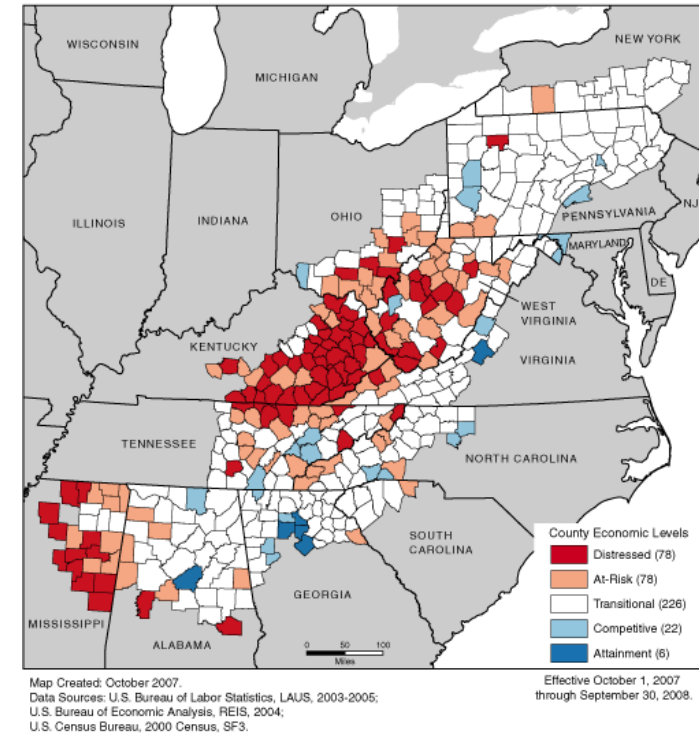 WISCONSIN
NEW YORK
MICHIGAN
ILLINOIS
INDIANA
OHIO
PENNSYLVANIA
NJ
MARYLAND
DE
WEST
VIRGINIA
KENTUCKY
VIRGINIA
TENNESSEE
NORTH CAROLINA
SOUTH
CAROLINA
GEORGIA
MISSISSIPPI
ALABAMA
0 50 100
Miles
County Economic Levels
Distressed (78)
At-Risk (78)
Transitional (226)
Competitive (22)
Attainment (6)
Map Created: October 2007.
Data Sources: U.S. Bureau of Labor Statistics, LAUS, 2003-2005;
U.S. Bureau of Economic Analysis, REIS, 2004;
U.S. Census Bureau, 2000 Census, SF3.
Effective October 1, 2007
through September 30, 2008.